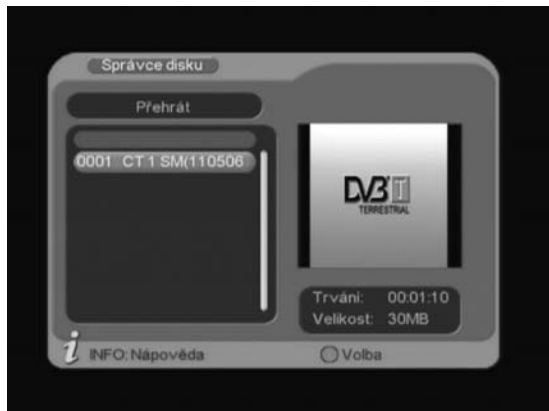 Správce disku
Přehrát
0001 CT 1 SM(110506
DVB T
TERRESTRIAL
Trvání: 00:01:10
Velikost: 30MB
i INFO: Nápověda
Volba